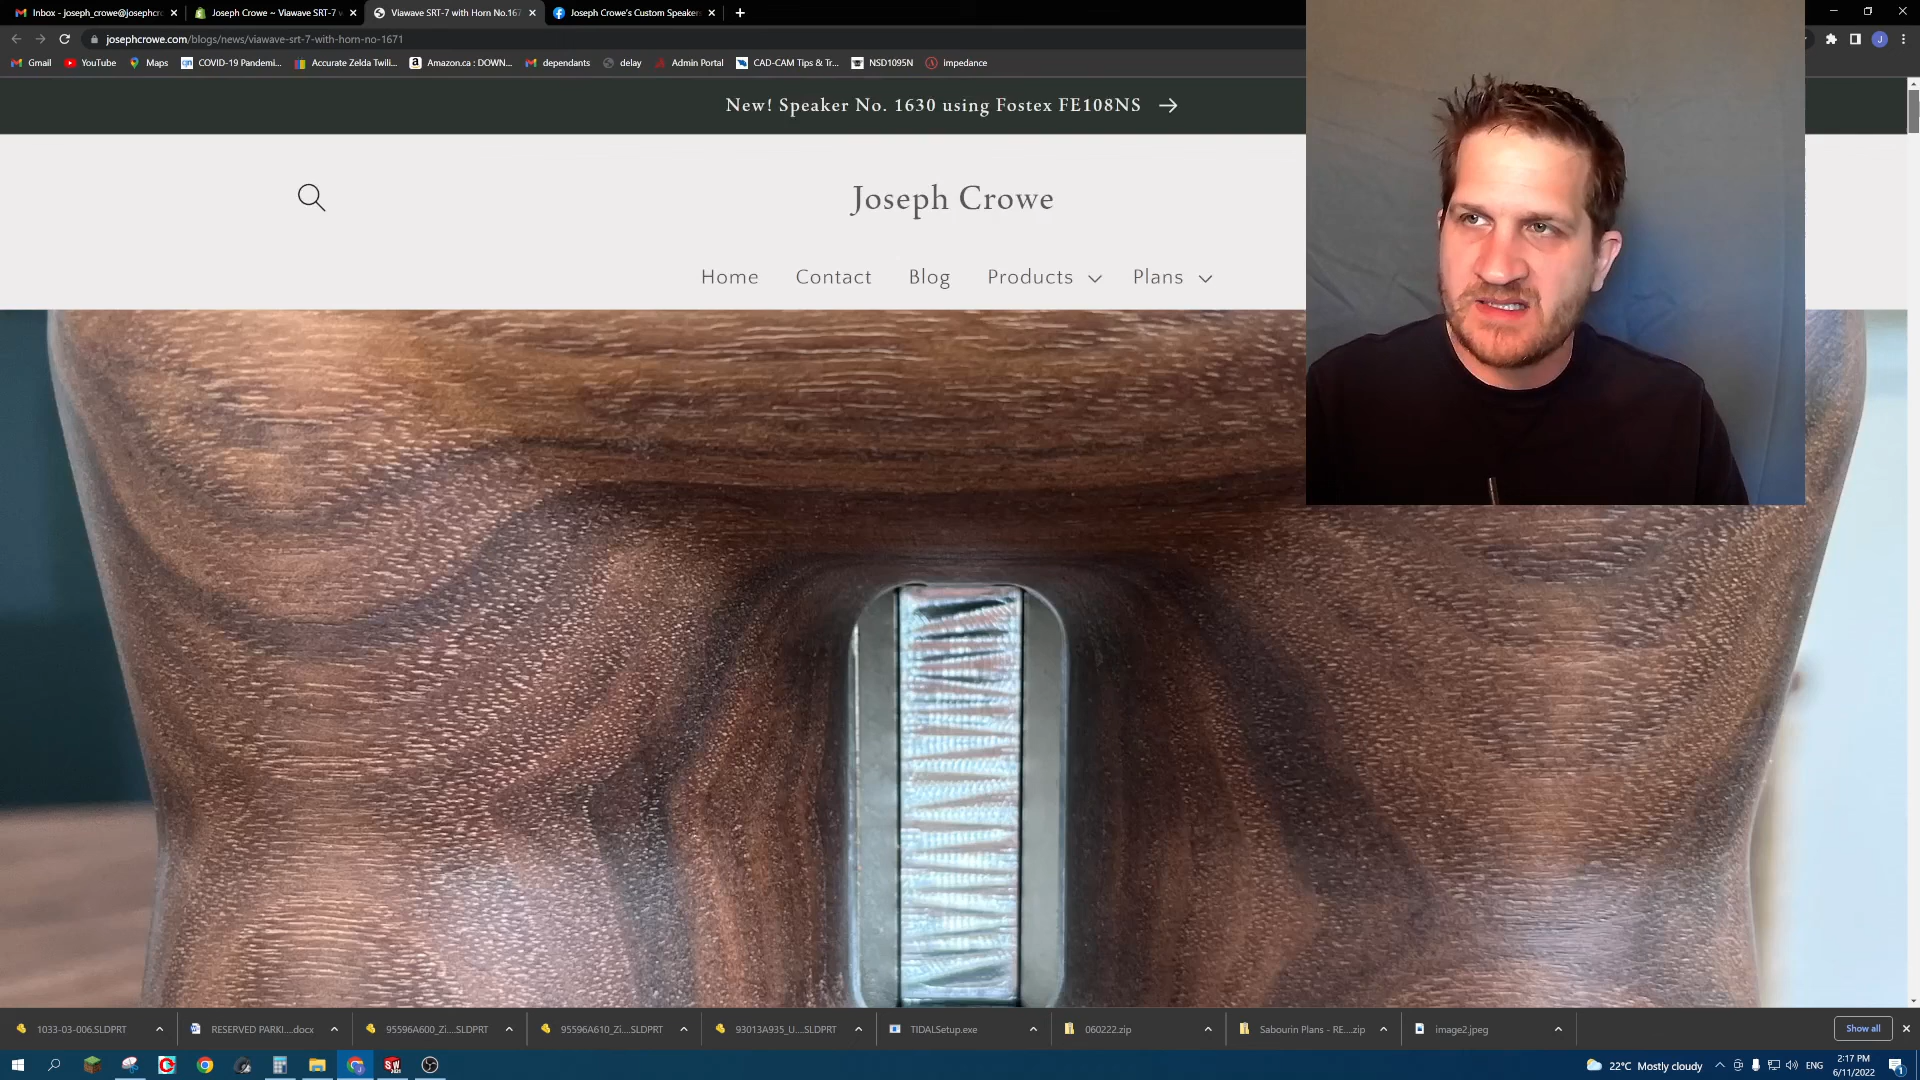 Inbox - joseph_crowe@josephcro
Joseph Crowe ~ Viawave SRT-7 w
Viawave SRT-7 with Horn No.167
Joseph Crowe's Custom Speaker
josephcrowe.com/blogs/news/viawave-srt-7-with-horn-no-1671
Gmail
YouTube
Maps
COVID-19 Pandemi...
Accurate Zelda Twili...
Amazon.ca : DOWN...
dependants
delay
Admin Portal
CAD-CAM Tips & Tr...
NSD1095N
impedance
New! Speaker No. 1630 using Fostex FE108NS →
Joseph Crowe
Home
Contact
Blog
Products
Plans
1033-03-006.SLDPRT
RESERVED PARKI....docx
95596A600_Zi....SLDPRT
95596A610_Zi....SLDPRT
93013A935_U....SLDPRT
TIDALSetup.exe
060222.zip
Sabourin Plans - RE....zip
image2.jpeg
Show all
22°C Mostly cloudy
ENG
2:17 PM
6/11/2022